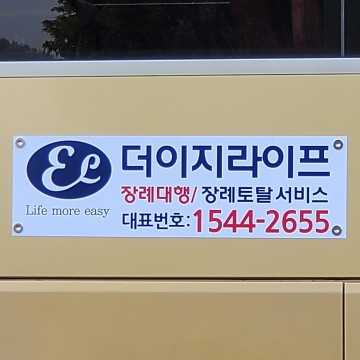 EL
더이지라이프
장례대행/ 장례토탈서비스
Life more easy
대표번호:1544-2655